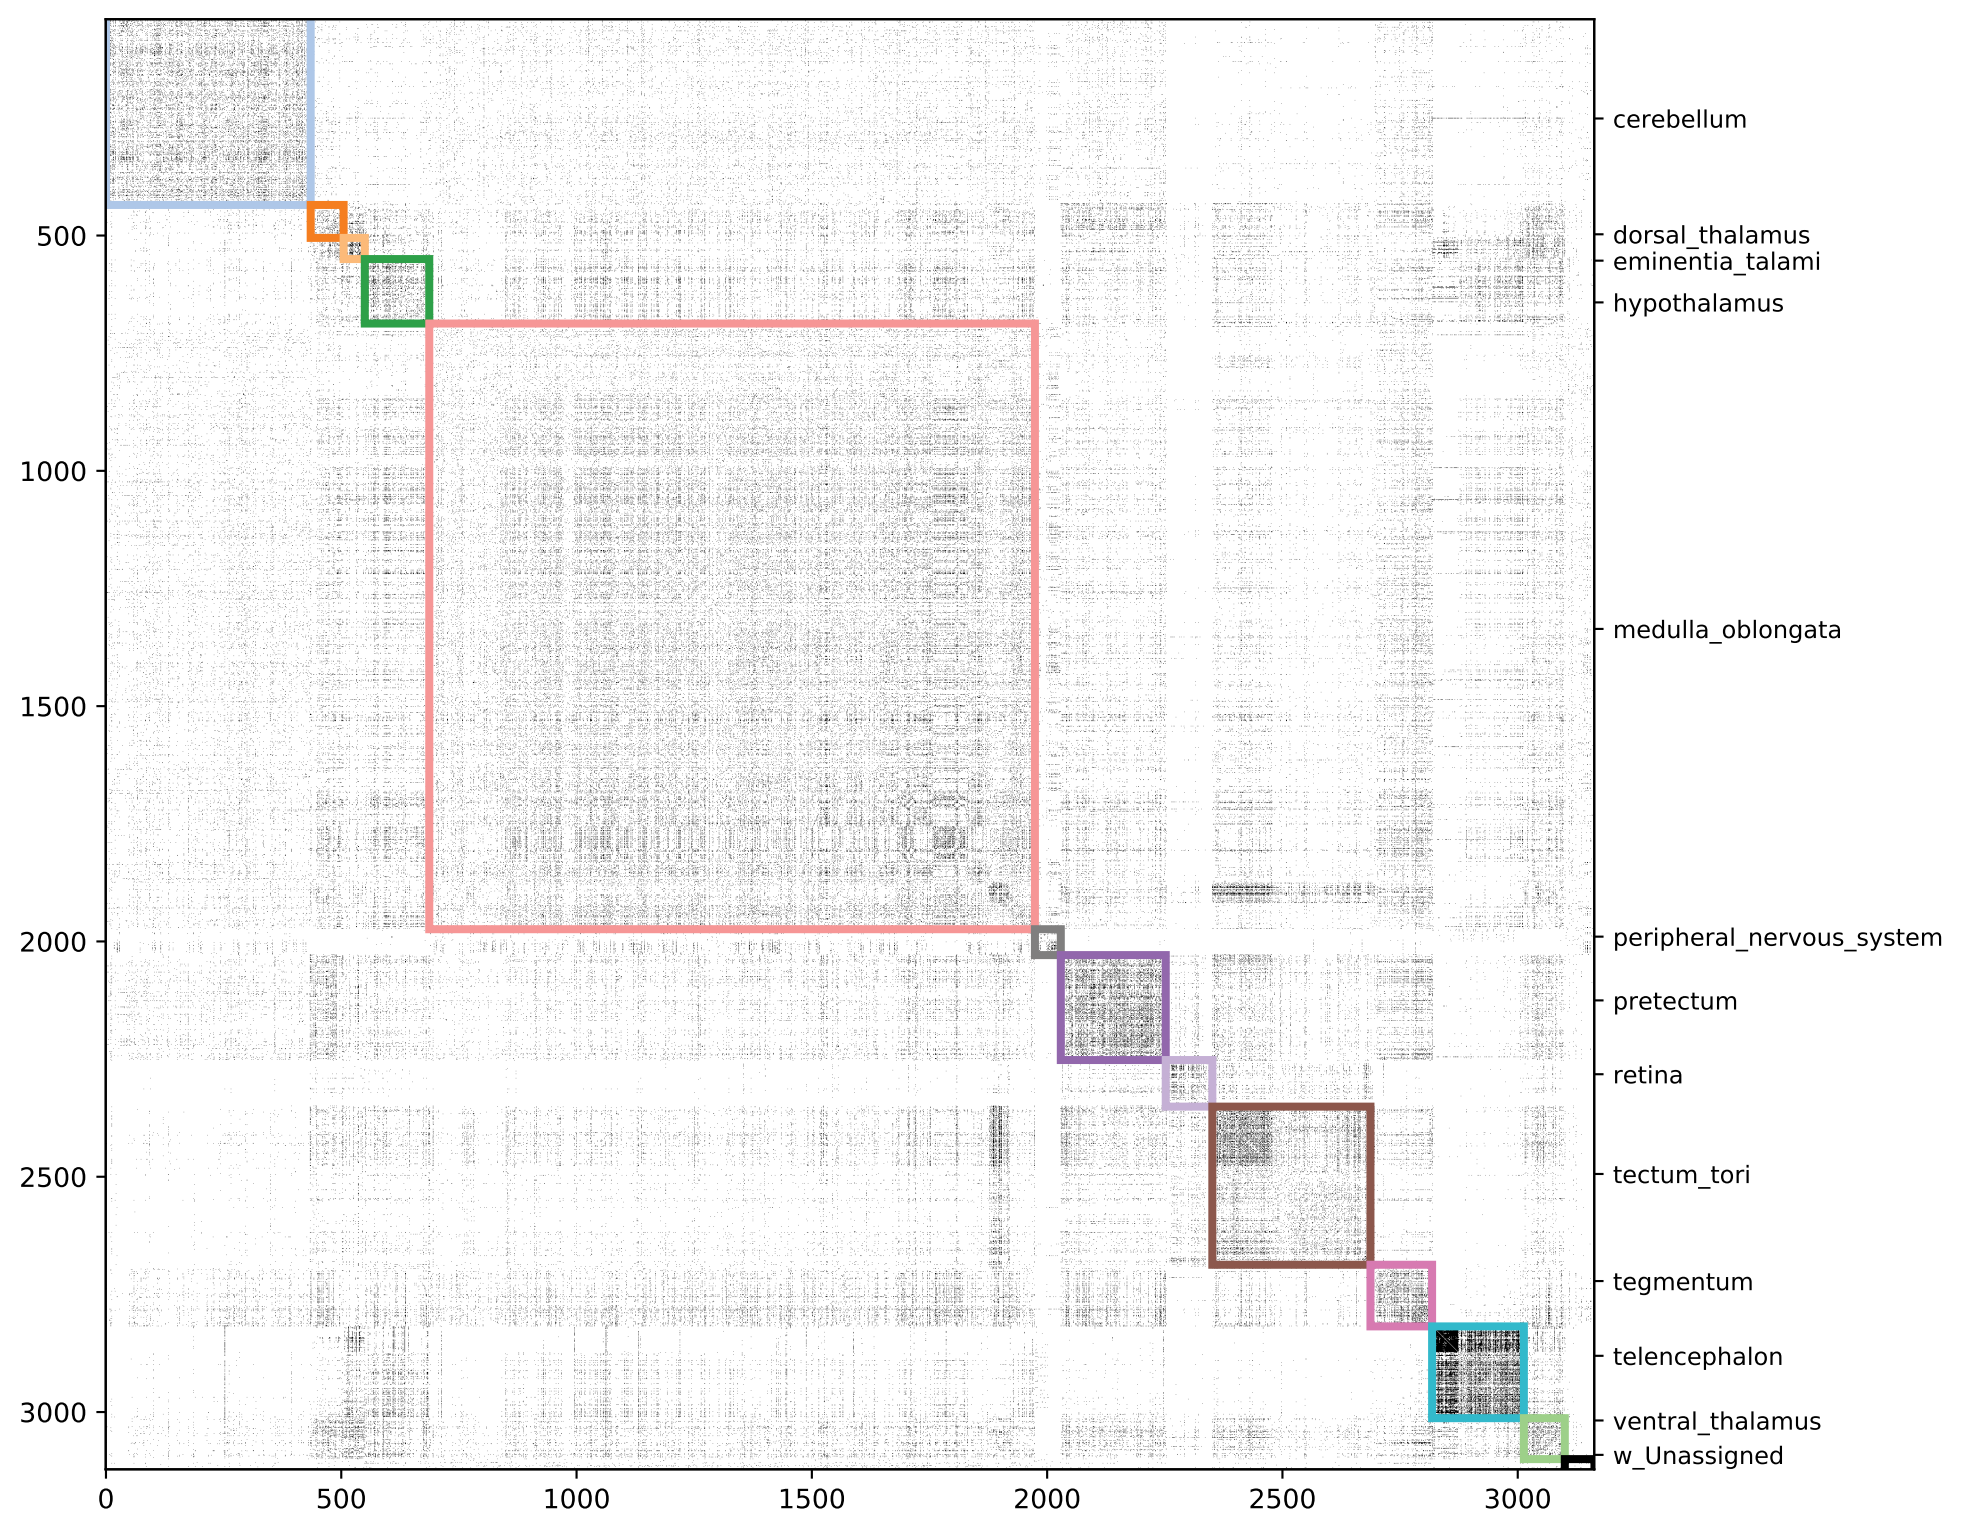 cerebellum
500
dorsal_thalamus
eminentia_talami
hypothalamus
1000
medulla_oblongata
1500
2000
peripheral_nervous_system
pretectum
retina
2500
tectum_tori
tegmentum
telencephalon
3000
ventral_thalamus
w_Unassigned
0 500 1000 1500 2000 2500 3000